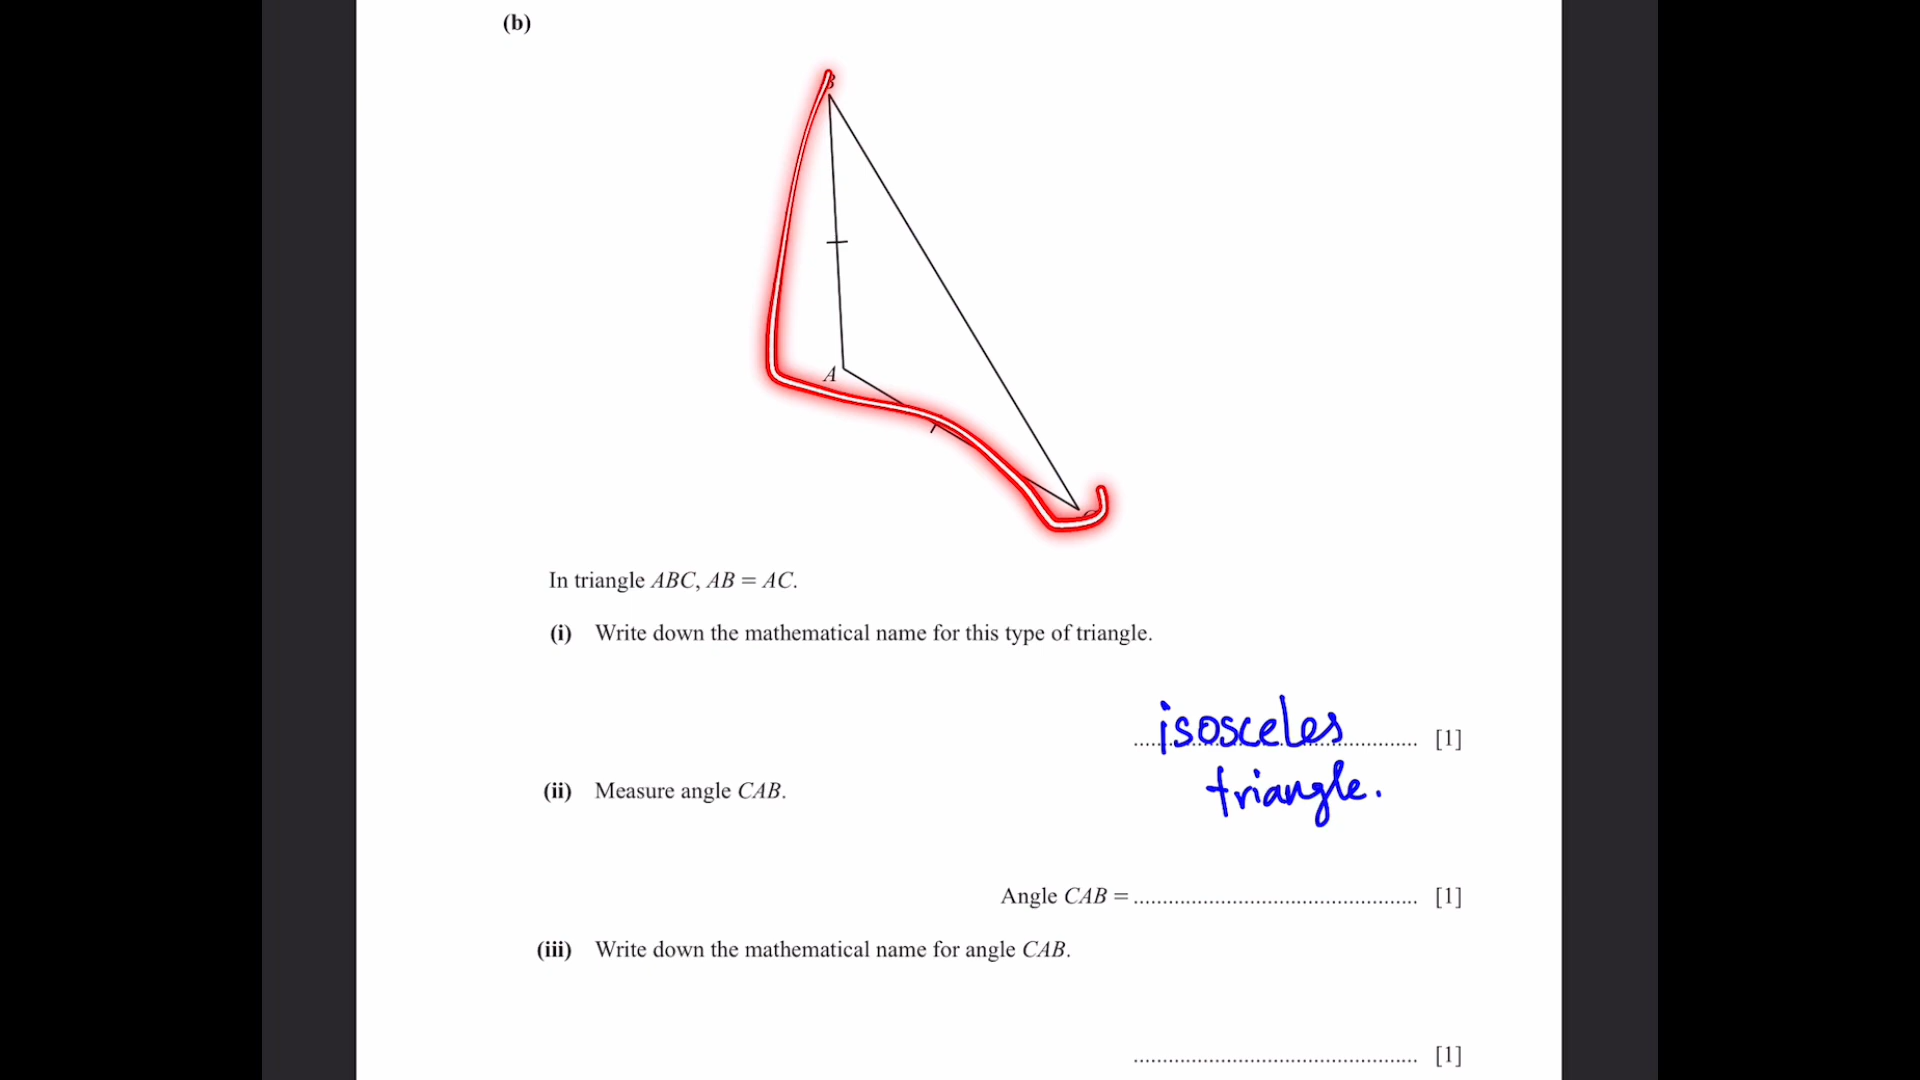 (b)
B
A
C
In triangle ABC, AB = AC.
(i) Write down the mathematical name for this type of triangle.
isosceles
triangle.
.................................................. [1]
(ii) Measure angle CAB.
Angle CAB = .................................................. [1]
(iii) Write down the mathematical name for angle CAB.
.................................................. [1]